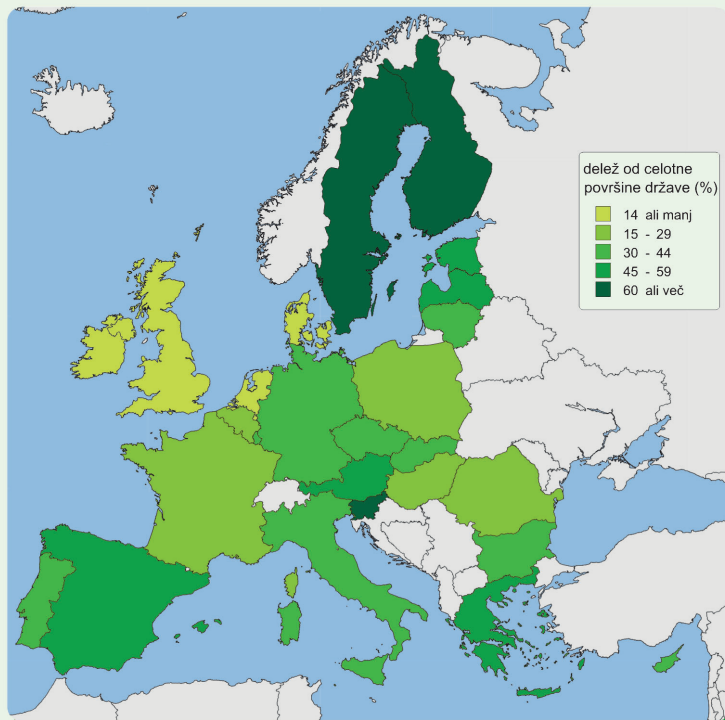 delež od celotne
površine države (%)
14 ali manj
15 - 29
30 - 44
45 - 59
60 ali več